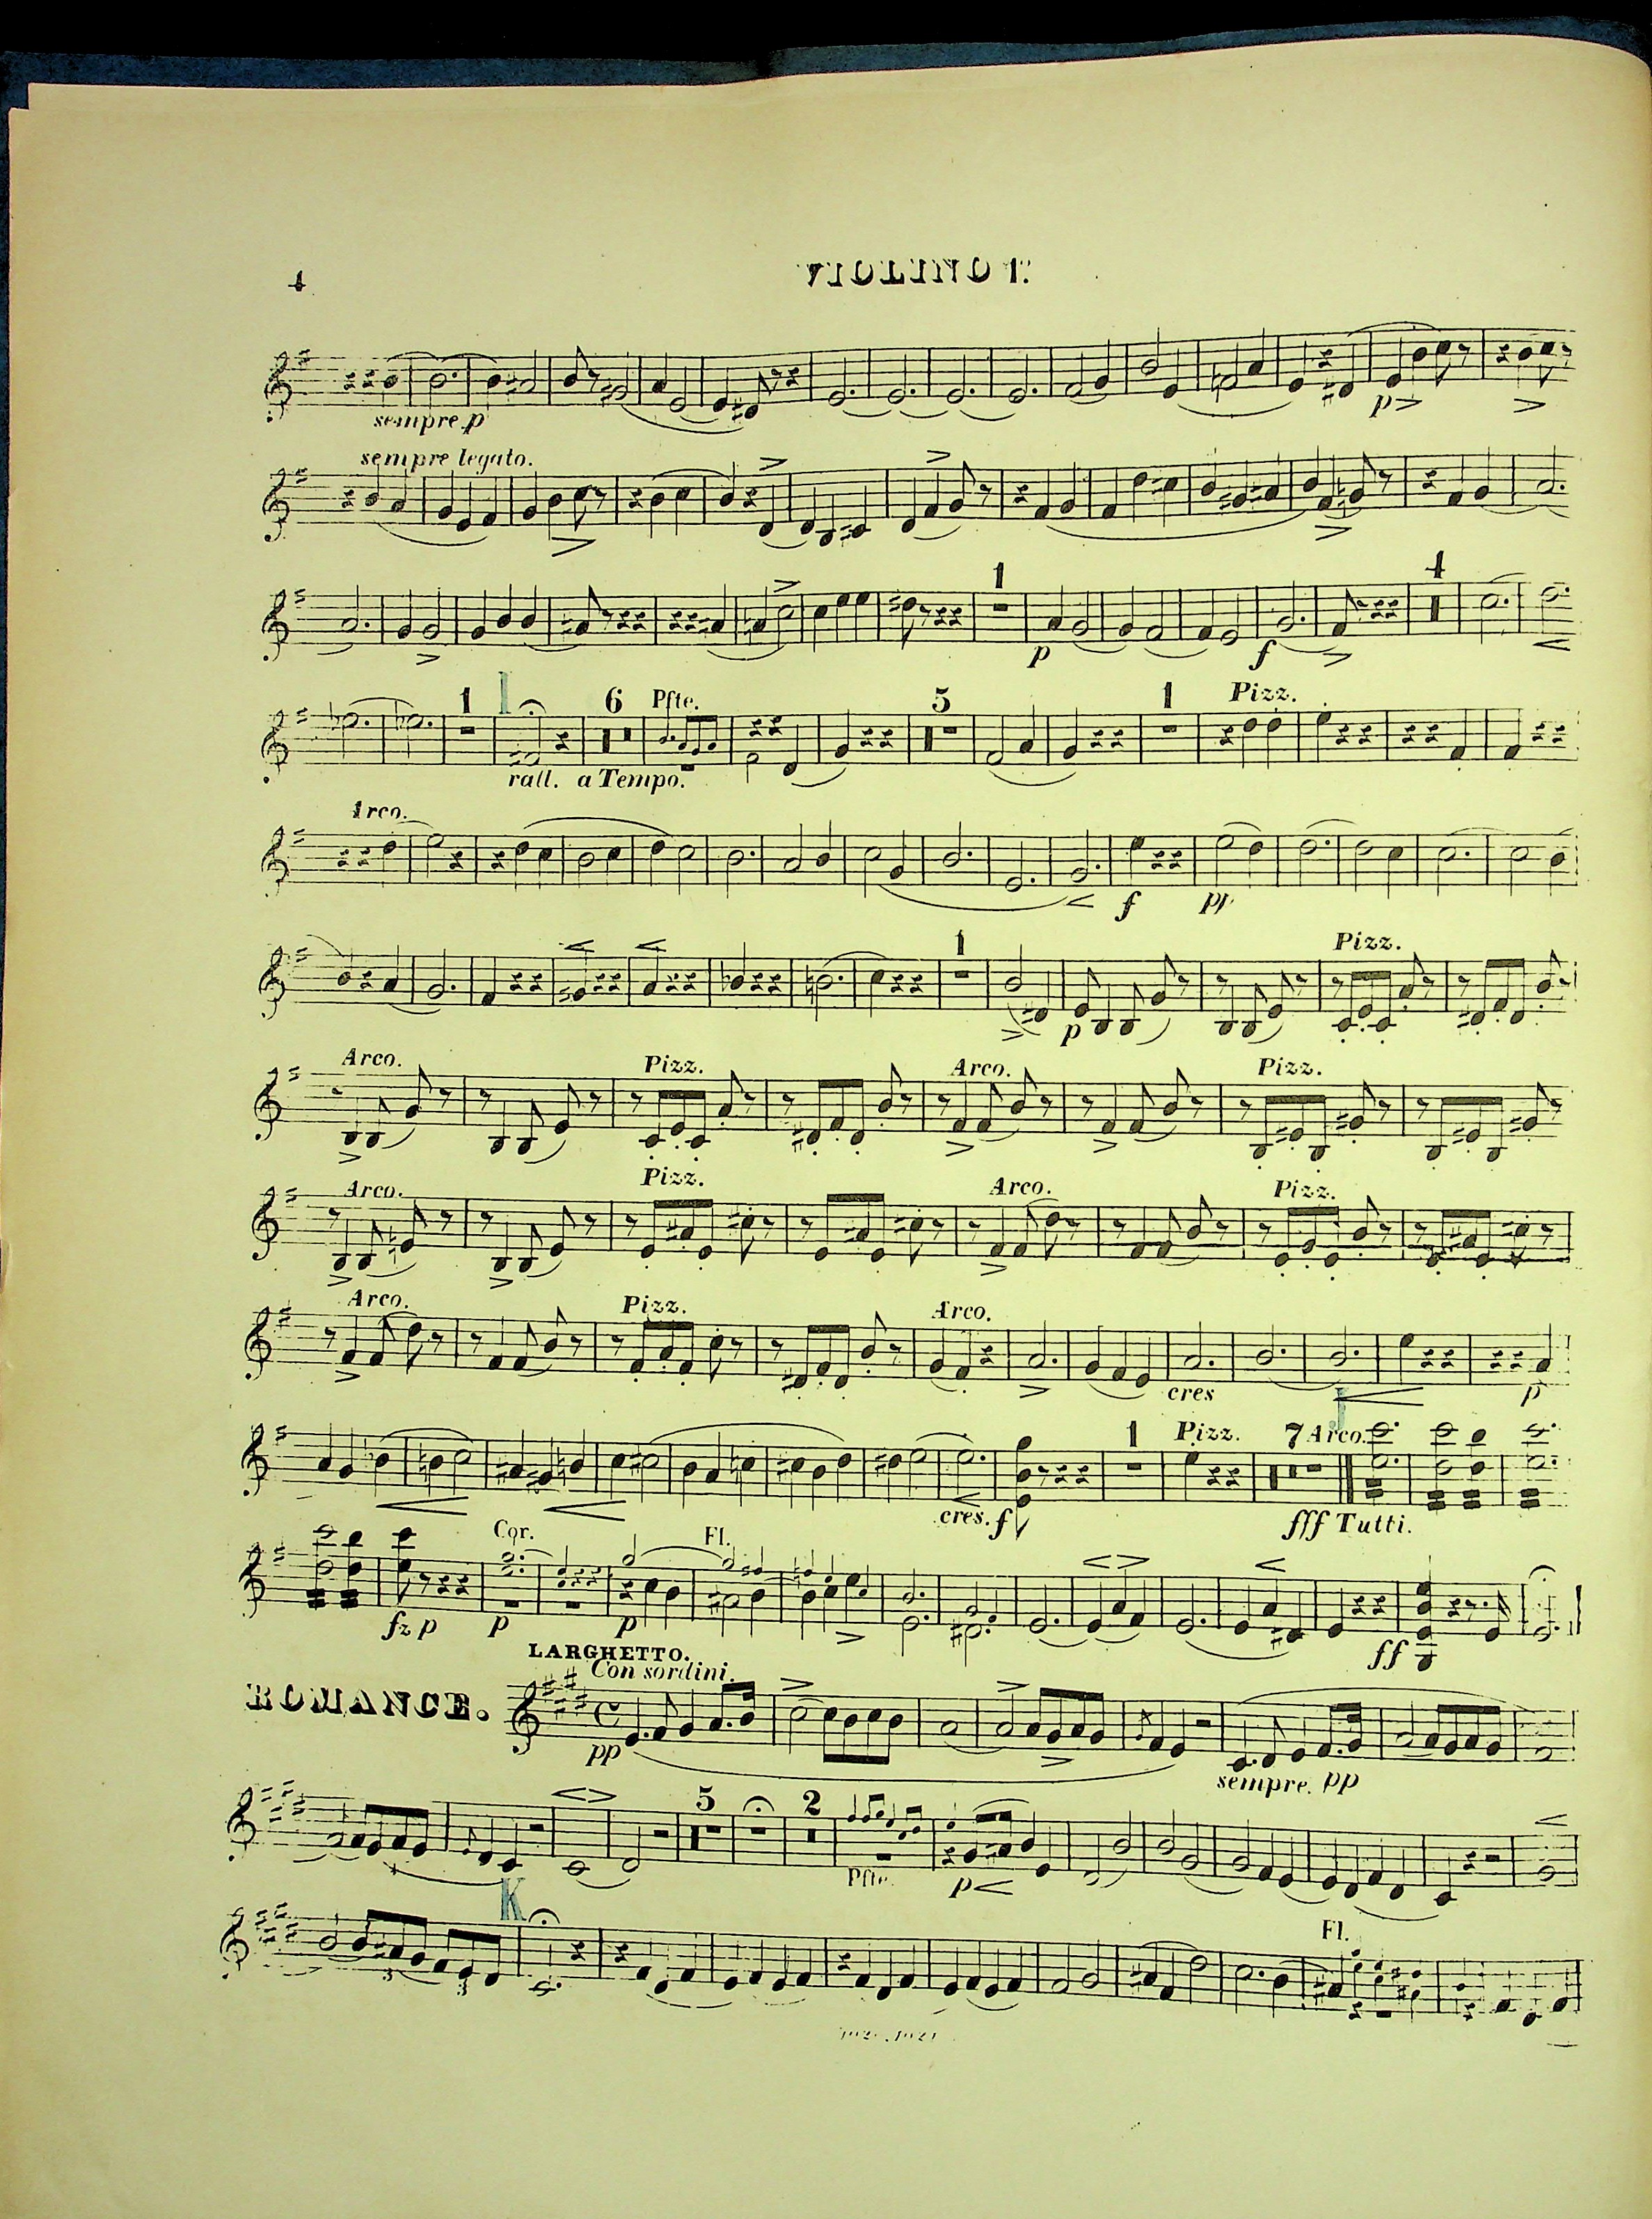 4
VIOLINO 1º
sempre p
p
sempre legato.
1
4
p
f
1
I
6
Pfte.
5
1
Pizz.
rall. a Tempo.
Arco.
f
pp
1
Pizz.
p
Arco.
Pizz.
Arco.
Pizz.
Arco.
Pizz.
Arco.
Pizz.
Arco.
Pizz.
Arco.
cres
p
J
1
Pizz.
7 Arco.
cres. f
fff Tutti.
Cor.
Fl.
fz p
p
p
ff
LARGHETTO.
Con sordini.
ROMANCE.
pp
sempre. pp
5
2
Pfte.
p
K
3
3
Fl.